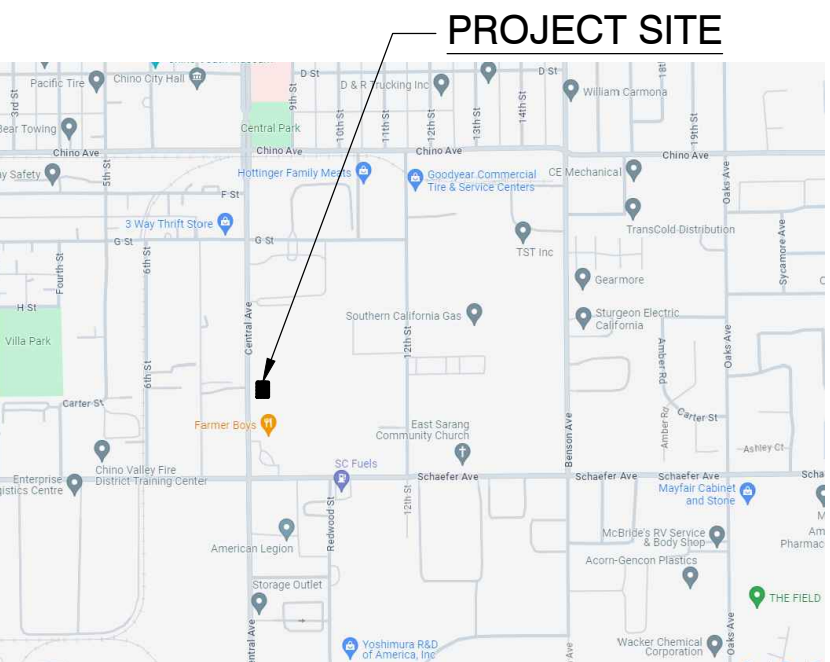 PROJECT SITE
Pacific Tire
Chino City Hall
3rd St
9th St
D St
D & R Trucking Inc
D St
William Carmona
10th St
11th St
12th St
13th St
14th St
19th St
Bear Towing
Central Park
Chino Ave
Chino Ave
Chino Ave
Chino Ave
Safety
5th St
Hottinger Family Meats
Goodyear Commercial
Tire & Service Centers
CE Mechanical
Oaks Ave
F St
3 Way Thrift Store
G St
G St
TST Inc
TransCold Distribution
Sycamore Ave
Fourth St
6th St
Gearmore
H St
Central Ave
Southern California Gas
Sturgeon Electric
California
Villa Park
12th St
Amber Rd
Oaks Ave
6th St
Carter St
Farmer Boys
East Sarang
Community Church
Benson Ave
Amber Rd
Carter St
Ashley Ct
Chino Valley Fire
District Training Center
Enterprise
SC Fuels
Schaefer Ave
Schaefer Ave
Schaefer Ave
Mayfair Cabinet
and Stone
Redwood St
12th St
American Legion
McBride's RV Service
& Body Shop
Acorn-Gencon Plastics
Storage Outlet
THE FIELD
Yoshimura R&D
of America, Inc
Wacker Chemical
Corporation
Oaks Ave